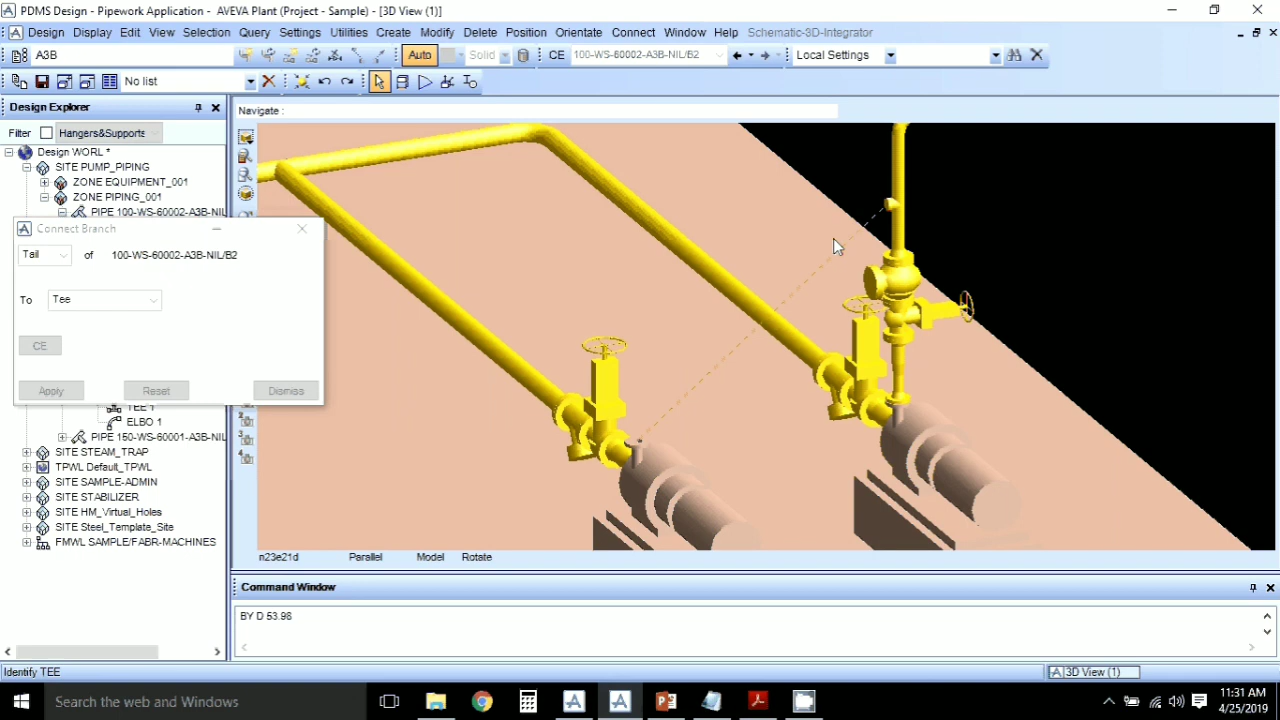 PDMS Design - Pipework Application - AVEVA Plant (Project - Sample) - [3D View (1)]
Design Display Edit View Selection Query Settings Utilities Create Modify Delete Position Orientate Connect Window Help Schematic-3D-Integrator
A3B Auto Solid CE 100-WS-60002-A3B-NIL/B2 Local Settings
No list
Design Explorer
Navigate :
Filter Hangers&Supports
Design WORL *
SITE PUMP_PIPING
ZONE EQUIPMENT_001
ZONE PIPING_001
PIPE 100-WS-60002-A3B-NIL
Connect Branch
Tail of 100-WS-60002-A3B-NIL/B2
To Tee
CE
Apply Reset Dismiss
TEE 1
ELBO 1
PIPE 150-WS-60001-A3B-NIL
SITE STEAM_TRAP
TPWL Default_TPWL
SITE SAMPLE-ADMIN
SITE STABILIZER
SITE HM_Virtual_Holes
SITE Steel_Template_Site
FMWL SAMPLE/FABR-MACHINES
n23e21d Parallel Model Rotate
Command Window
BY D 53.96
Identify TEE
3D View (1)
Search the web and Windows
11:31 AM
4/25/2019